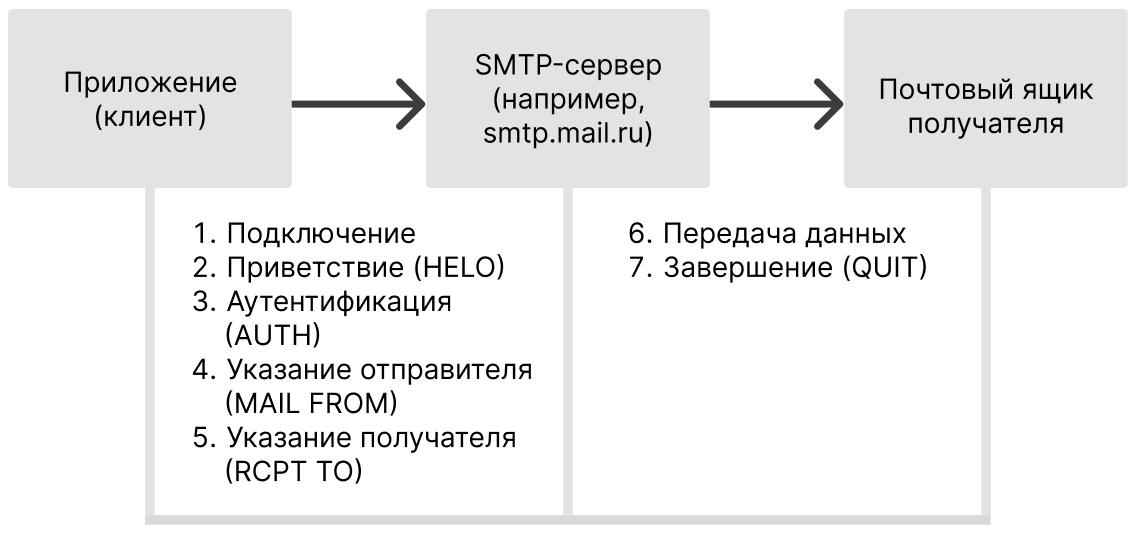 Приложение
(клиент)
SMTP-сервер
(например,
smtp.mail.ru)
Почтовый ящик
получателя
1. Подключение
2. Приветствие (HELO)
3. Аутентификация
(AUTH)
4. Указание отправителя
(MAIL FROM)
5. Указание получателя
(RCPT TO)
6. Передача данных
7. Завершение (QUIT)